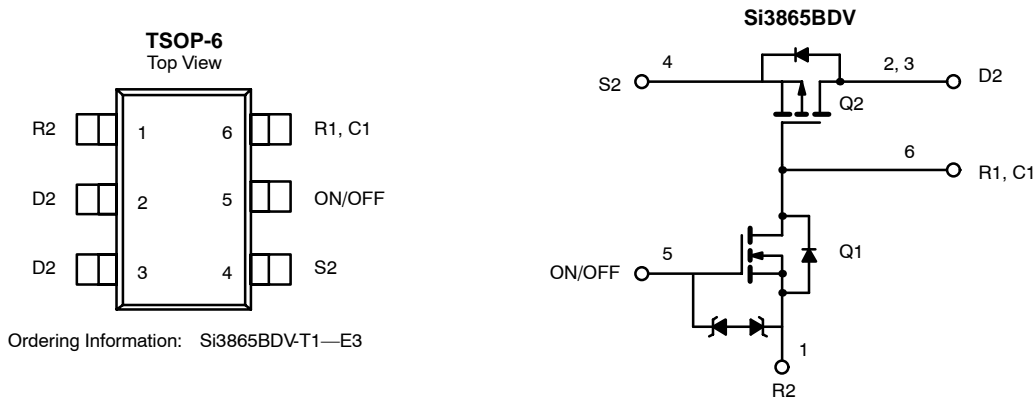 TSOP-6
Top View
R2 1 6 R1, C1
D2 2 5 ON/OFF
D2 3 4 S2
Ordering Information: Si3865BDV-T1—E3
Si3865BDV
4 2, 3
S2 D2
Q2
6
R1, C1
5 Q1
ON/OFF
1
R2